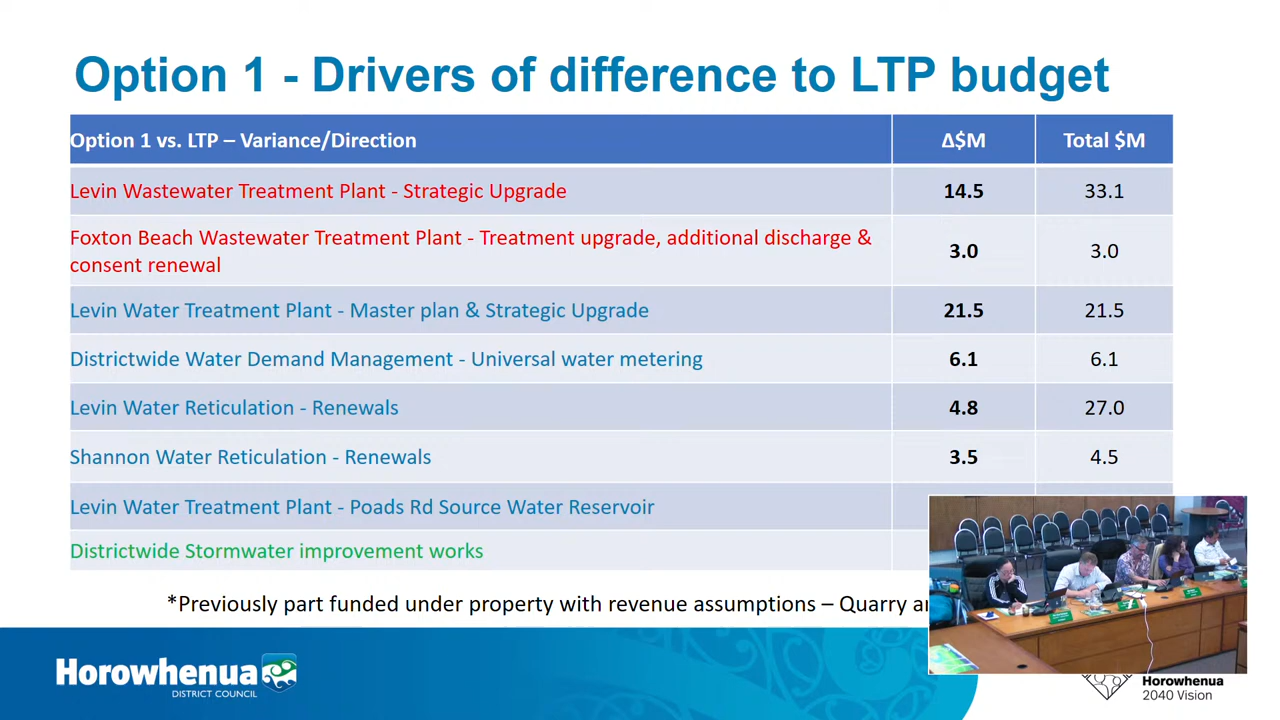 Option 1 - Drivers of difference to LTP budget
Option 1 vs. LTP – Variance/Direction Δ$M Total $M
Levin Wastewater Treatment Plant - Strategic Upgrade 14.5 33.1
Foxton Beach Wastewater Treatment Plant - Treatment upgrade, additional discharge &
consent renewal 3.0 3.0
Levin Water Treatment Plant - Master plan & Strategic Upgrade 21.5 21.5
Districtwide Water Demand Management - Universal water metering 6.1 6.1
Levin Water Reticulation - Renewals 4.8 27.0
Shannon Water Reticulation - Renewals 3.5 4.5
Levin Water Treatment Plant - Poads Rd Source Water Reservoir
Districtwide Stormwater improvement works
*Previously part funded under property with revenue assumptions – Quarry
Horowhenua
DISTRICT COUNCIL
Horowhenua
2040 Vision